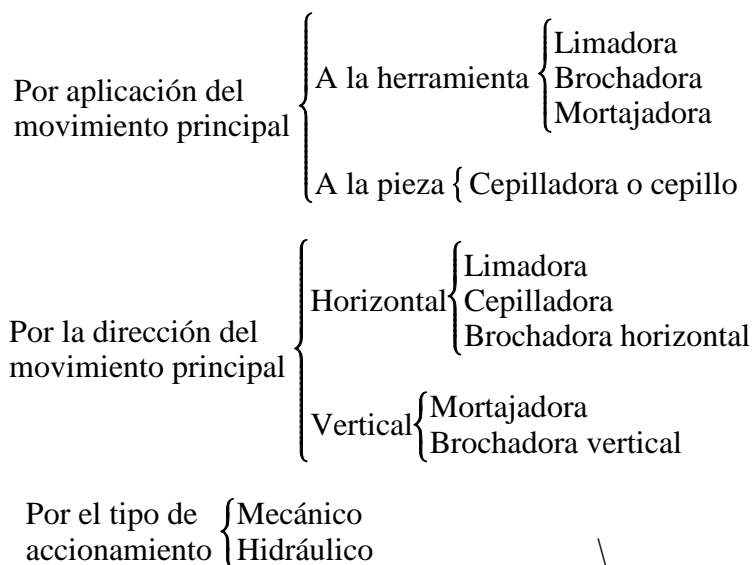 Por aplicación del
movimiento principal
A la herramienta
Limadora
Brochadora
Mortajadora
A la pieza
Cepilladora o cepillo
Por la dirección del
movimiento principal
Horizontal
Limadora
Cepilladora
Brochadora horizontal
Vertical
Mortajadora
Brochadora vertical
Por el tipo de
accionamiento
Mecánico
Hidráulico